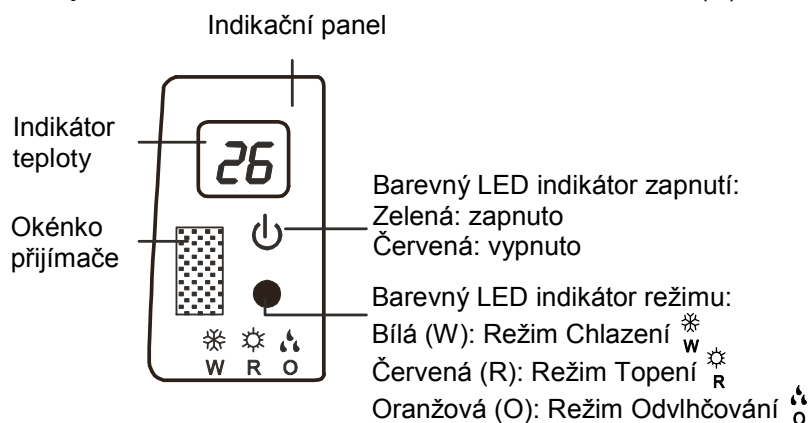 Indikační panel
Indikátor
teploty
26
Barevný LED indikátor zapnutí:
Zelená: zapnuto
Červená: vypnuto
Okénko
přijímače
Barevný LED indikátor režimu:
Bílá (W): Režim Chlazení W
Červená (R): Režim Topení R
Oranžová (O): Režim Odvlhčování O
W R O